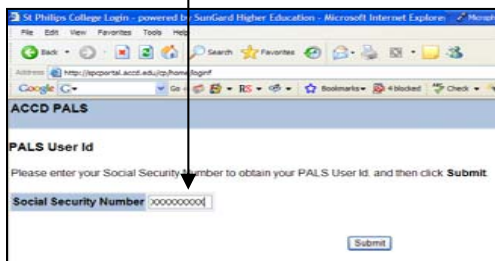 St Philips College Login - powered by SunGard Higher Education - Microsoft Internet Explorer
File Edit View Favorites Tools Help
Back Search Favorites
Address http://spcportal.accd.edu/cp/home/loginf
Google G Go RS Bookmarks 4 blocked Check
ACCD PALS
PALS User Id
Please enter your Social Security Number to obtain your PALS User Id. and then click Submit
Social Security Number XXXXXXXXX
Submit